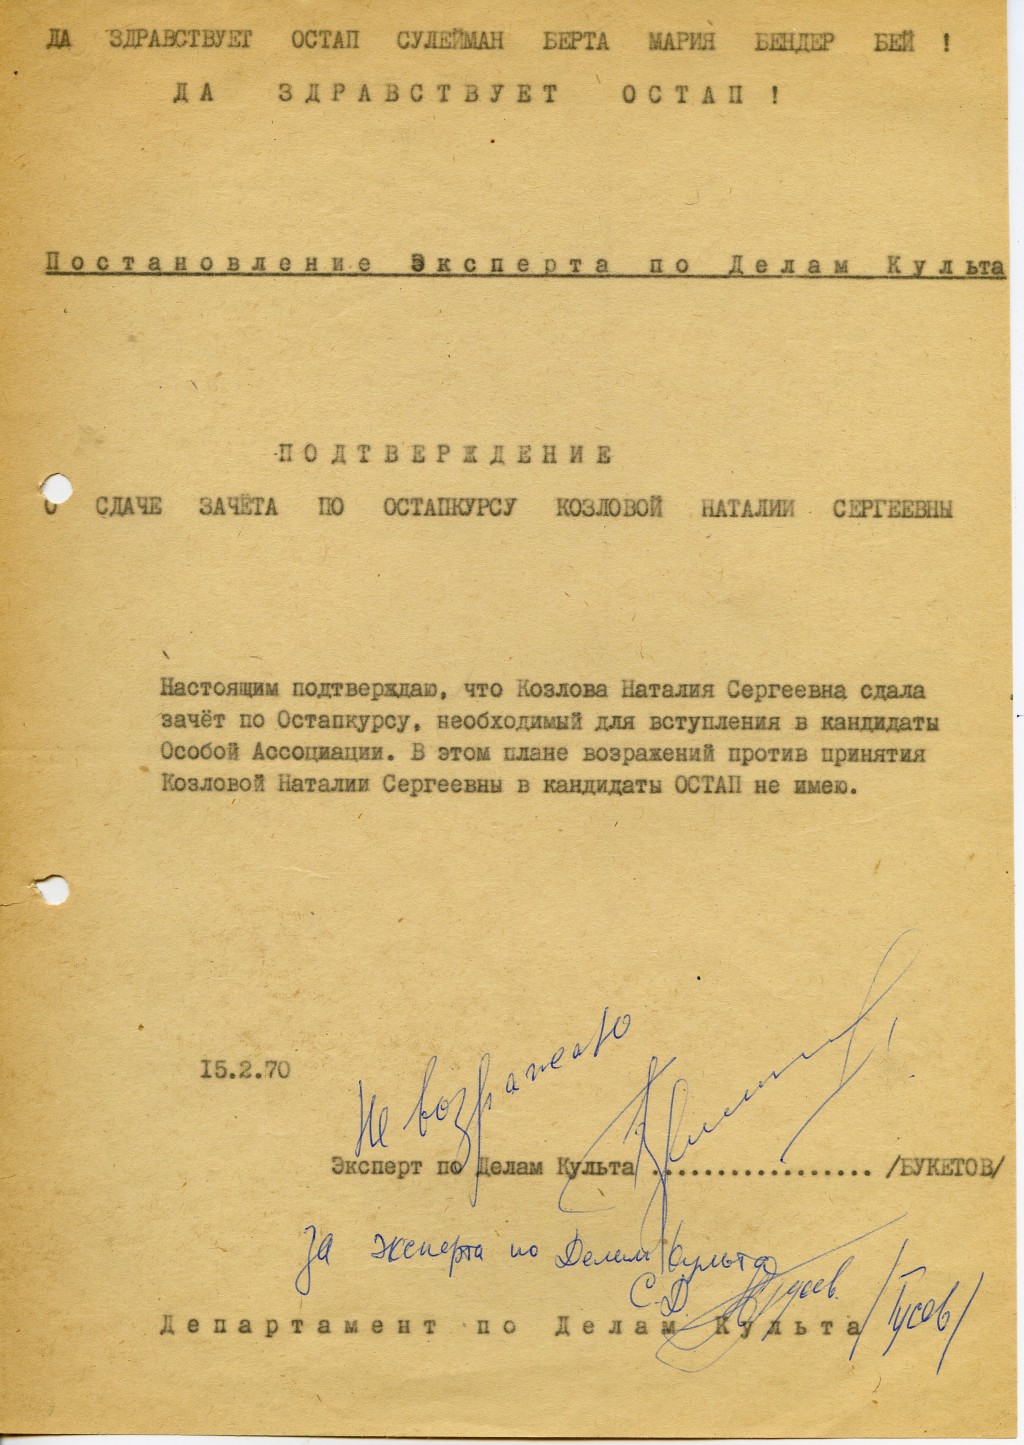 ДА ЗДРАВСТВУЕТ ОСТАП СУЛЕЙМАН БЕРТА МАРИЯ БЕНДЕР БЕЙ !
ДА ЗДРАВСТВУЕТ ОСТАП !
Постановление Эксперта по Делам Культа
ПОДТВЕРЖДЕНИЕ
О СДАЧЕ ЗАЧЁТА ПО ОСТАПКУРСУ КОЗЛОВОЙ НАТАЛИИ СЕРГЕЕВНЫ
Настоящим подтверждаю, что Козлова Наталия Сергеевна сдала
зачёт по Остапкурсу, необходимый для вступления в кандидаты
Особой Ассоциации. В этом плане возражений против принятия
Козловой Наталии Сергеевны в кандидаты ОСТАП не имею.
15.2.70
Не возражаю
Эксперт по Делам Культа ................. /БУКЕТОВ/
За эксперта по Делам Культа
С.Д. Гусев /Гусев/
Департамент по Делам Культа